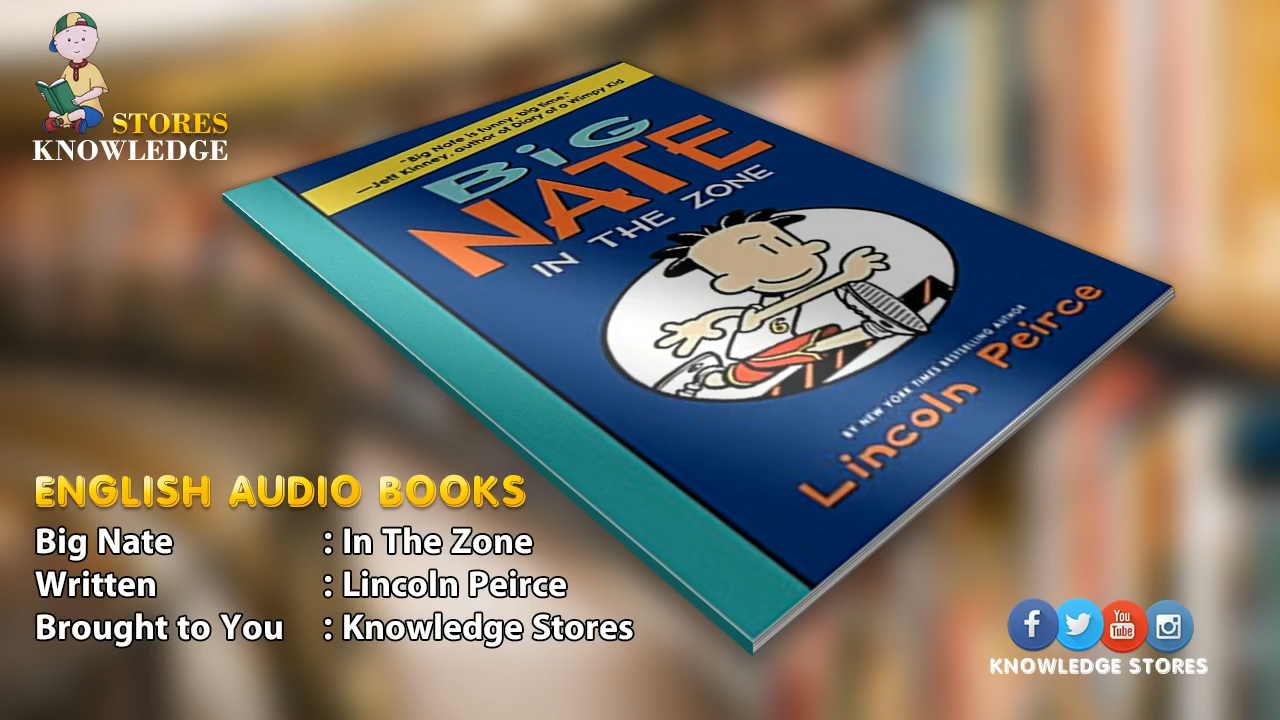 STORES
KNOWLEDGE
"Big Nate is funny, big time."
—Jeff Kinney, author of Diary of a Wimpy Kid
BiG
NATE
IN THE ZONE
6
BY NEW YORK TIMES BESTSELLING AUTHOR
Lincoln Peirce
ENGLISH AUDIO BOOKS
Big Nate : In The Zone
Written : Lincoln Peirce
Brought to You : Knowledge Stores
f
You
Tube
KNOWLEDGE STORES